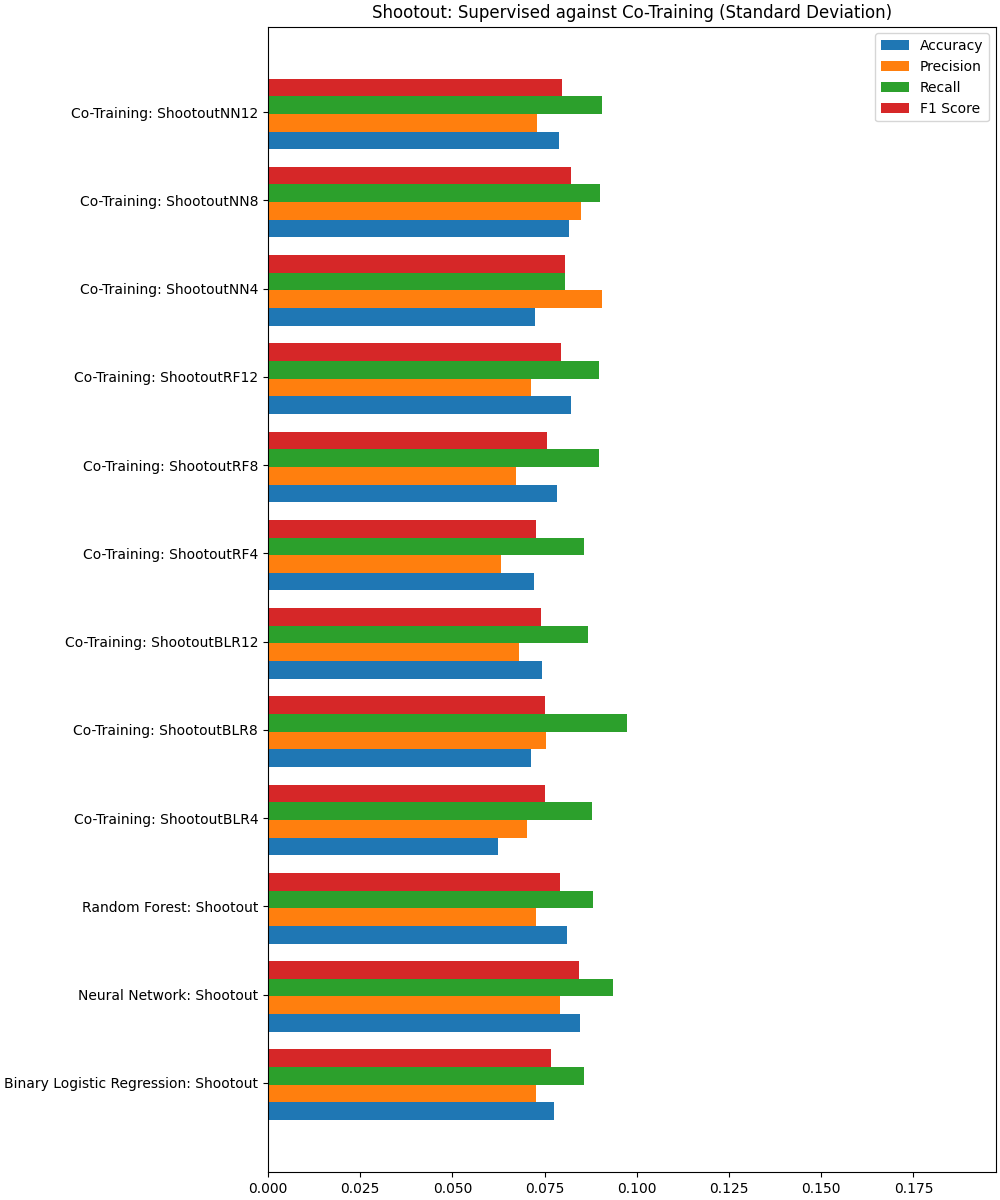 Shootout: Supervised against Co-Training (Standard Deviation)
Accuracy
Precision
Recall
F1 Score
Co-Training: ShootoutNN12
Co-Training: ShootoutNN8
Co-Training: ShootoutNN4
Co-Training: ShootoutRF12
Co-Training: ShootoutRF8
Co-Training: ShootoutRF4
Co-Training: ShootoutBLR12
Co-Training: ShootoutBLR8
Co-Training: ShootoutBLR4
Random Forest: Shootout
Neural Network: Shootout
Binary Logistic Regression: Shootout
0.000 0.025 0.050 0.075 0.100 0.125 0.150 0.175